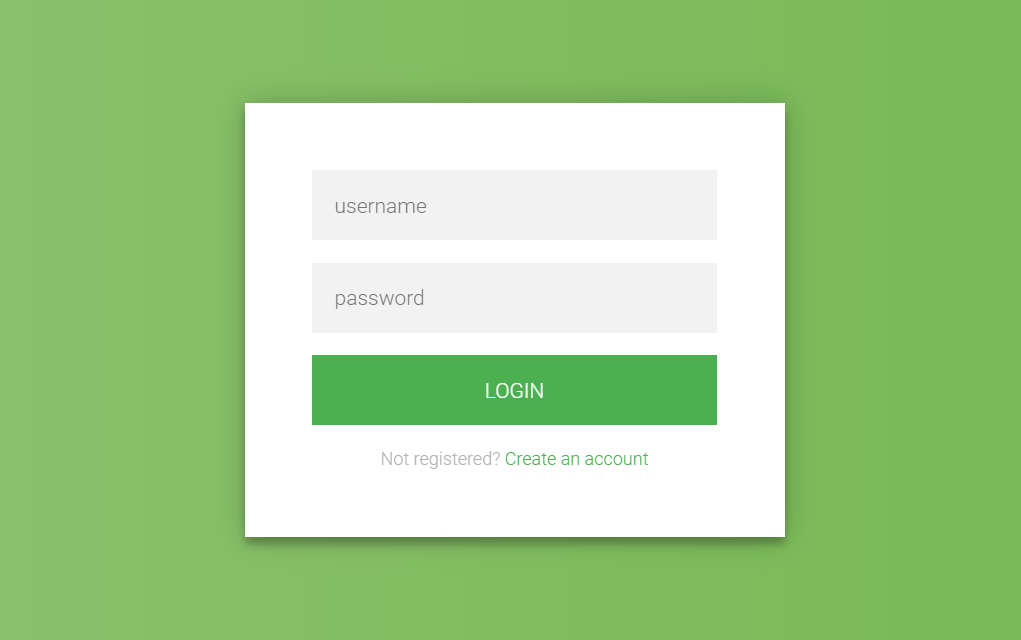 username
password
LOGIN
Not registered? Create an account